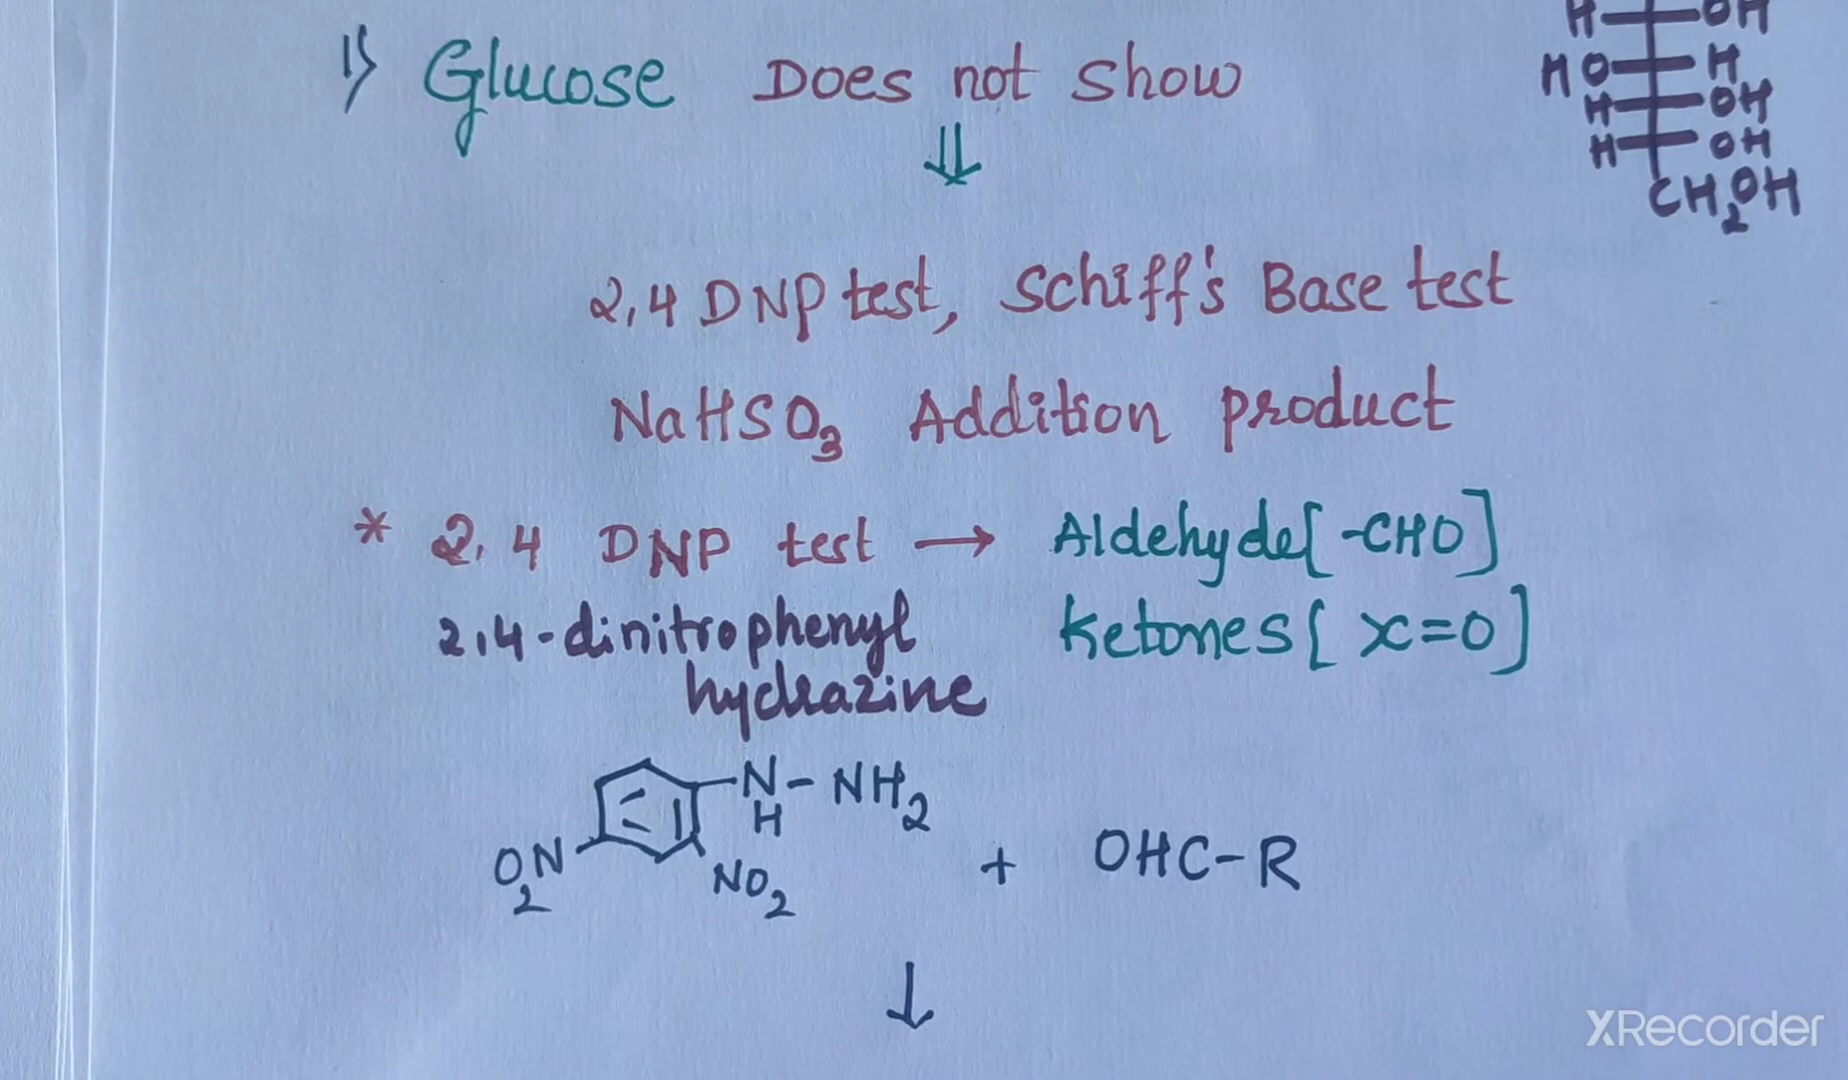 H OH
1) Glucose Does not show
HO H
H OH
H OH
CH2OH
2,4 DNP test, Schiff's Base test
NaHSO3 Addition product
* 2,4 DNP test → Aldehyde[-CHO]
2,4-dinitrophenyl Ketones[ >C=O]
hydrazine
N-NH2
H
O2N NO2 + OHC-R
↓
XRecorder